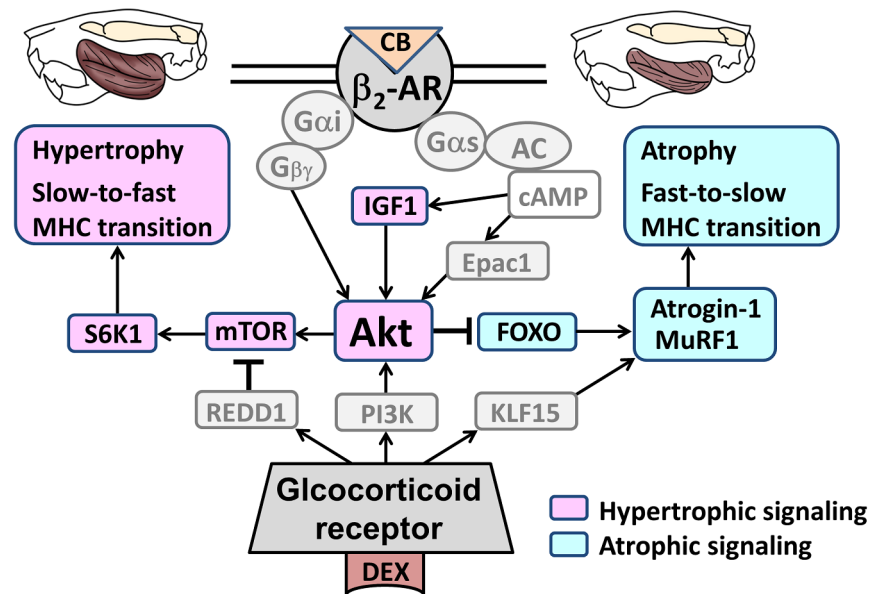 CB
β2-AR
Gαi
Gβγ
Gαs
AC
cAMP
IGF1
Epac1
Hypertrophy
Slow-to-fast
MHC transition
Atrophy
Fast-to-slow
MHC transition
S6K1
mTOR
Akt
FOXO
Atrogin-1
MuRF1
REDD1
PI3K
KLF15
Glcocorticoid
receptor
DEX
Hypertrophic signaling
Atrophic signaling